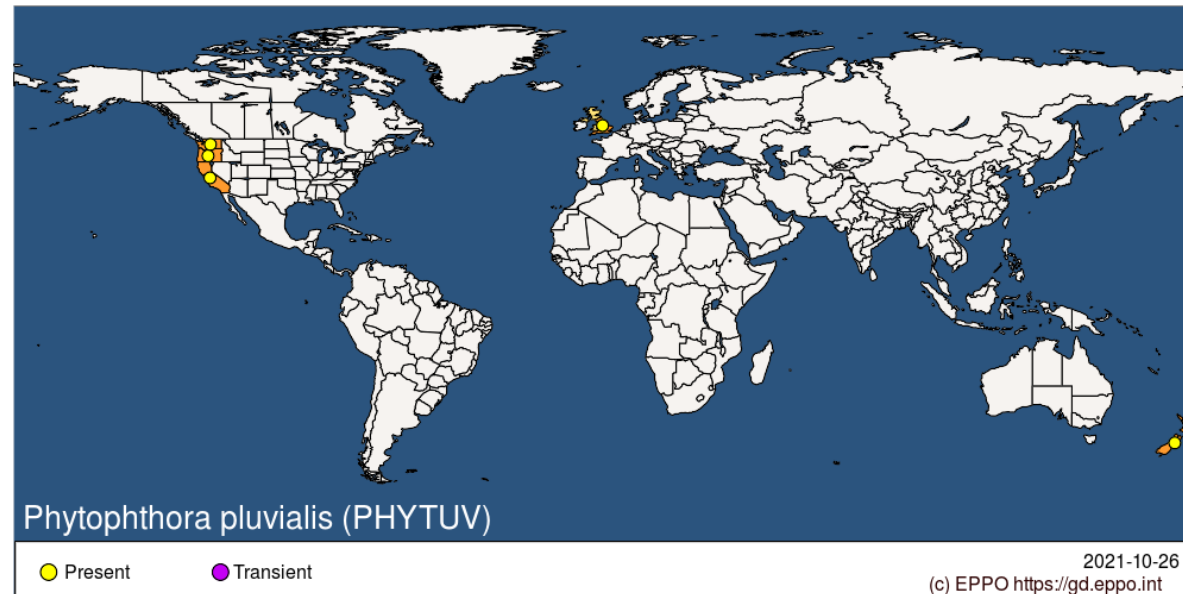 Phytophthora pluvialis (PHYTUV)
Present
Transient
2021-10-26
(c) EPPO https://gd.eppo.int